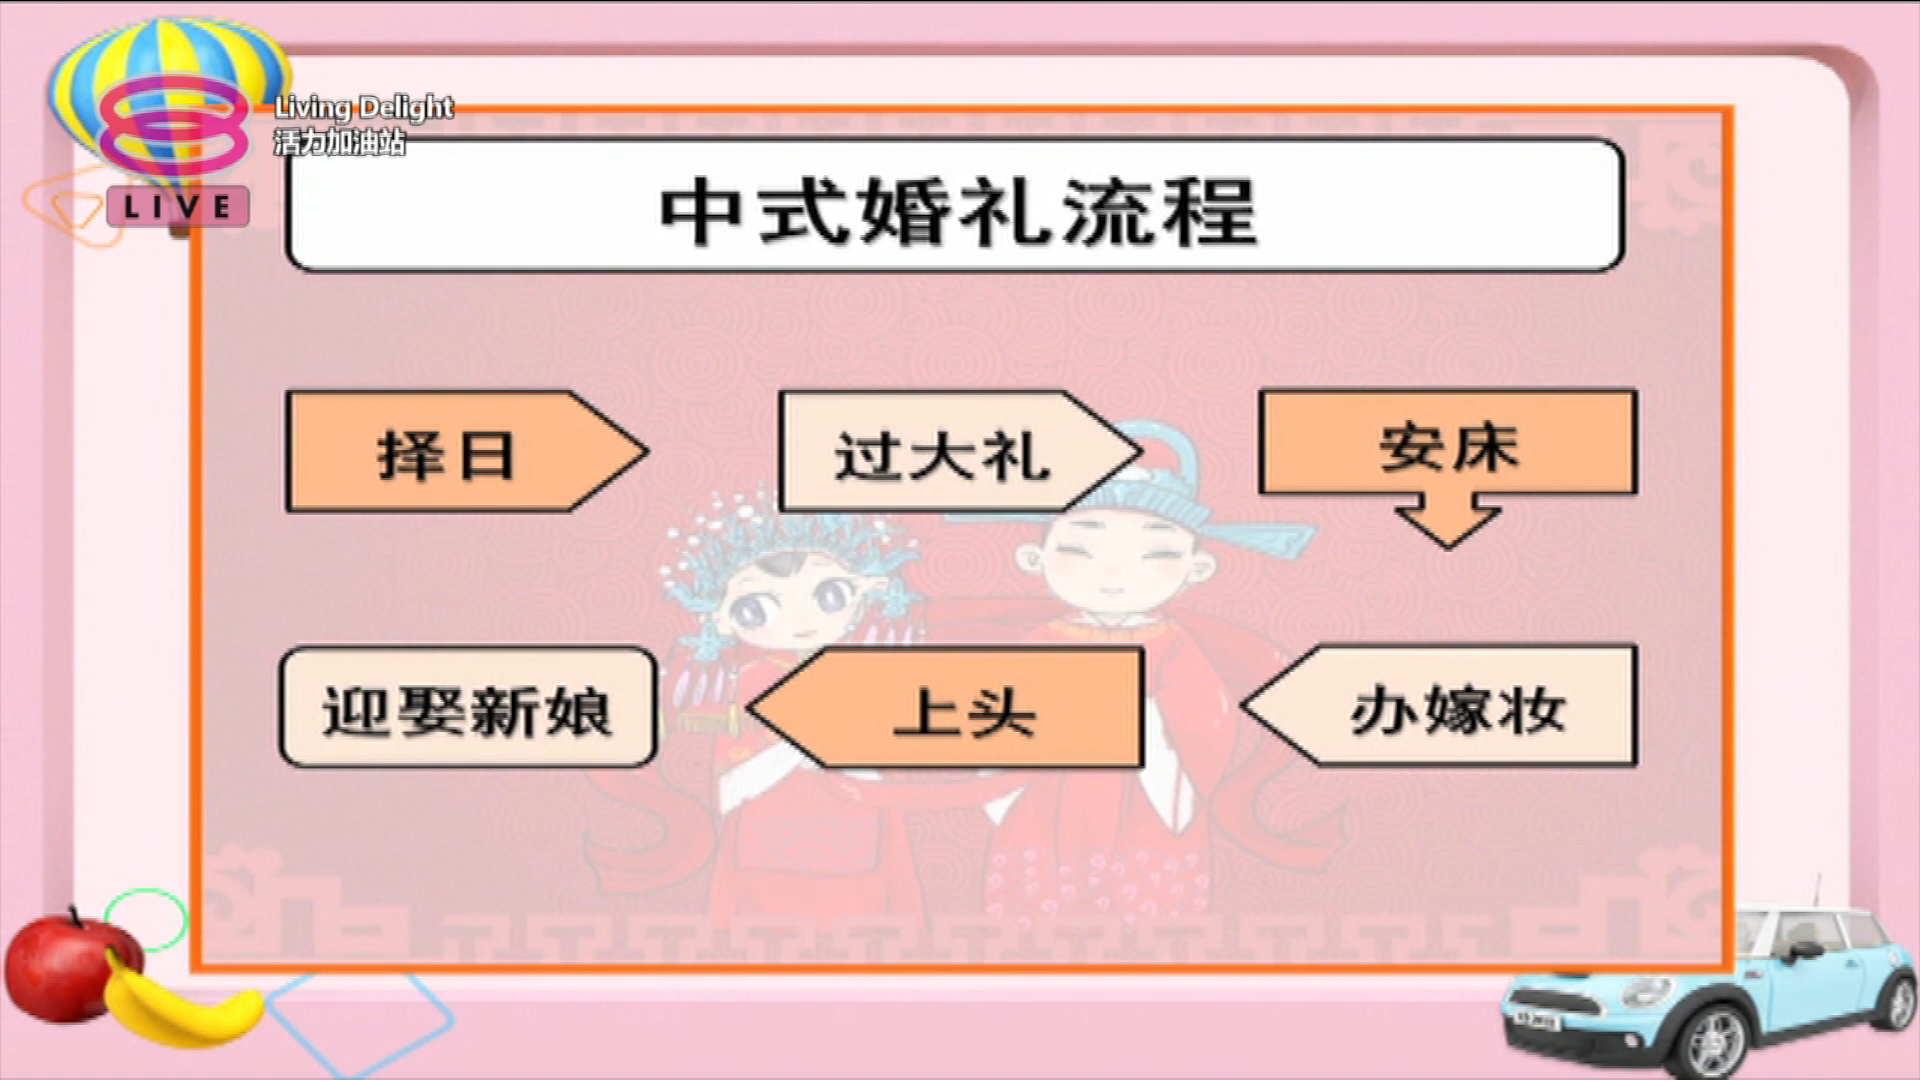 Living Delight
活力加油站
LIVE
中式婚礼流程
择日
过大礼
安床
办嫁妆
上头
迎娶新娘